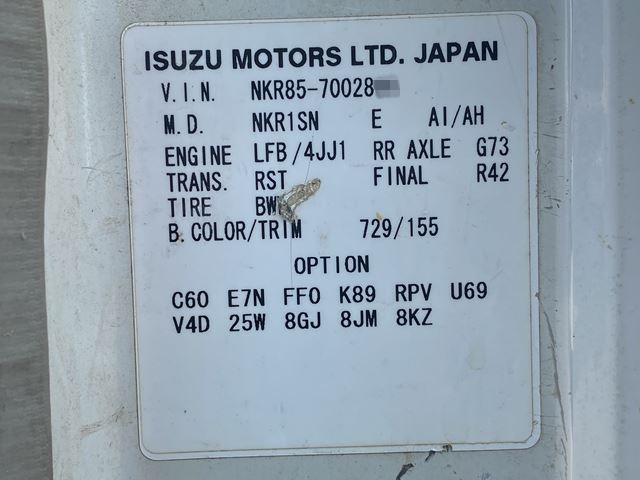 ISUZU MOTORS LTD. JAPAN
V.I.N. NKR85-70028
M.D. NKR1SN E AI/AH
ENGINE LFB/4JJ1 RR AXLE G73
TRANS. RST FINAL R42
TIRE BW
B.COLOR/TRIM 729/155
OPTION
C60 E7N FF0 K89 RPV U69
V4D 25W 8GJ 8JM 8KZ